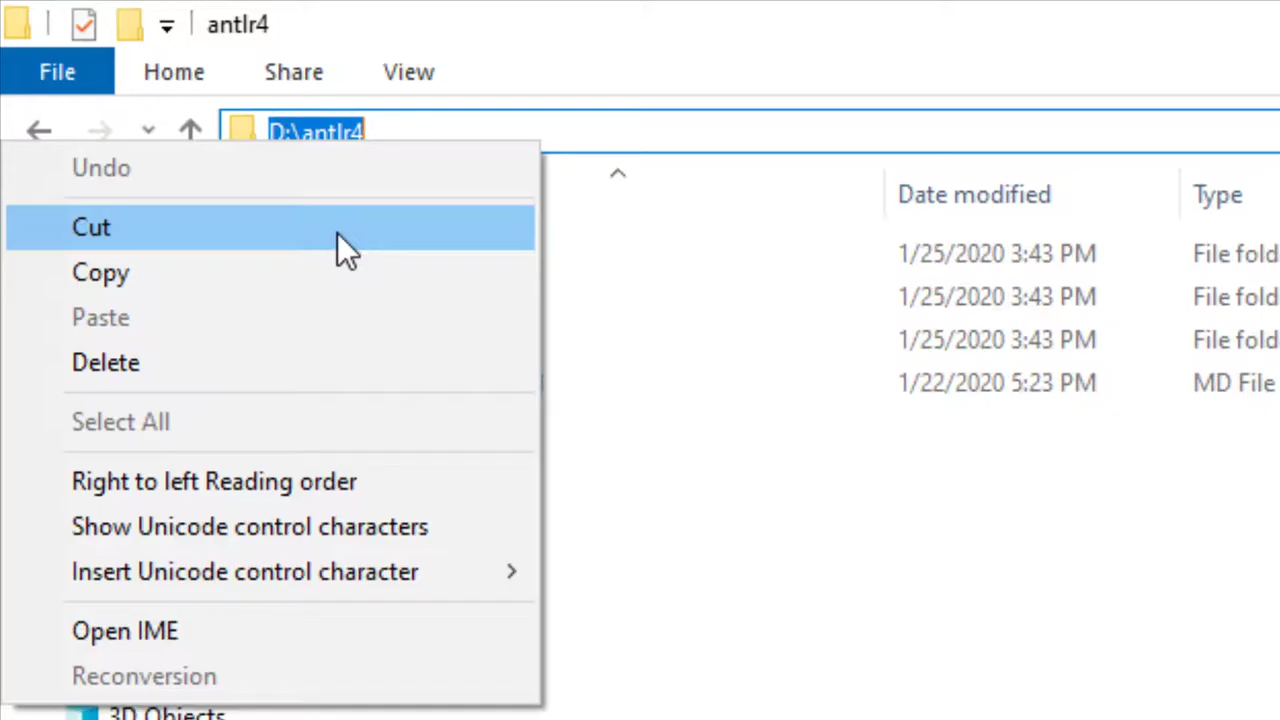 antlr4
File Home Share View
D:\antlr4
Undo
Cut
Copy
Paste
Delete
Select All
Right to left Reading order
Show Unicode control characters
Insert Unicode control character
Open IME
Reconversion
3D Objects
Date modified Type
1/25/2020 3:43 PM File fold
1/25/2020 3:43 PM File fold
1/25/2020 3:43 PM File fold
1/22/2020 5:23 PM MD File